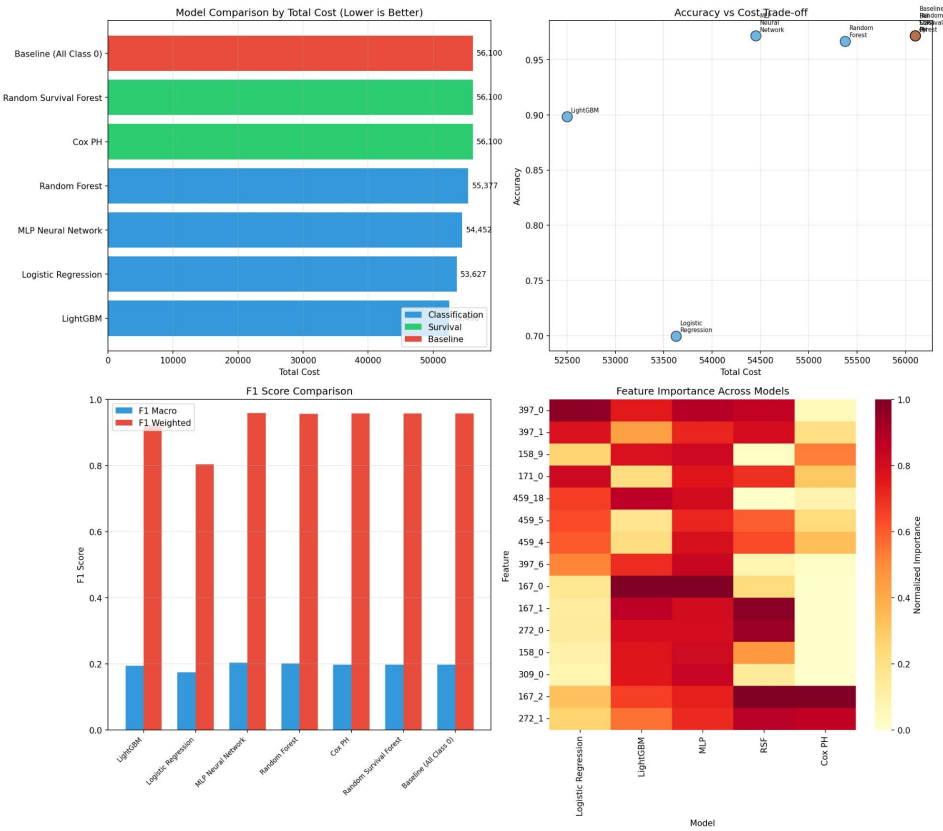 Model Comparison by Total Cost (Lower is Better)
Baseline (All Class 0)
56,100
Random Survival Forest
56,100
Cox PH
56,100
Random Forest
55,377
MLP Neural Network
54,452
Logistic Regression
53,627
LightGBM
Classification
Survival
Baseline
0
10000
20000
30000
40000
50000
Total Cost
Accuracy vs Cost Trade-off
Accuracy
0.95
0.90
0.85
0.80
0.75
0.70
MLP
Neural
Network
Random
Forest
Baseline
LightGBM
Logistic
Regression
52500
53000
53500
54000
54500
55000
55500
56000
Total Cost
F1 Score Comparison
F1 Score
1.0
0.8
0.6
0.4
0.2
0.0
F1 Macro
F1 Weighted
LightGBM
Logistic Regression
MLP Neural Network
Random Forest
Cox PH
Random Survival Forest
Baseline (All Class 0)
Feature Importance Across Models
Feature
397_0
397_1
158_9
171_0
459_18
459_5
459_4
397_6
167_0
167_1
272_0
158_0
309_0
167_2
272_1
Logistic Regression
LightGBM
MLP
RSF
Cox PH
Model
1.0
0.8
0.6
0.4
0.2
0.0
Normalized Importance